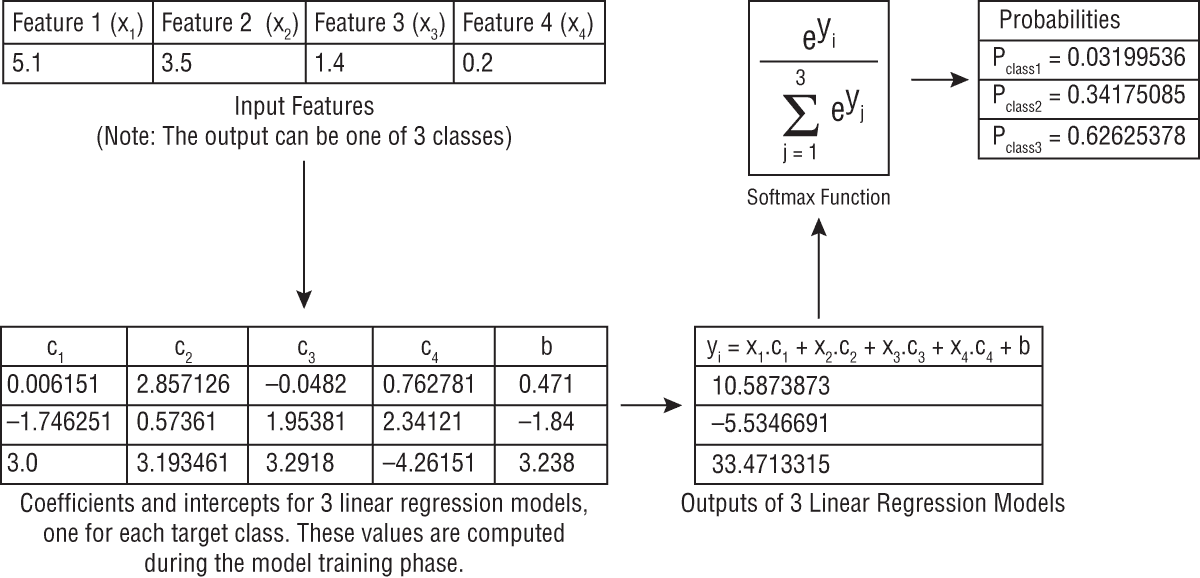 Feature 1 (x1) Feature 2 (x2) Feature 3 (x3) Feature 4 (x4)
5.1 3.5 1.4 0.2
Input Features
(Note: The output can be one of 3 classes)
c1 c2 c3 c4 b
0.006151 2.857126 –0.0482 0.762781 0.471
–1.746251 0.57361 1.95381 2.34121 –1.84
3.0 3.193461 3.2918 –4.26151 3.238
Coefficients and intercepts for 3 linear regression models,
one for each target class. These values are computed
during the model training phase.
yi = x1.c1 + x2.c2 + x3.c3 + x4.c4 + b
10.5873873
–5.5346691
33.4713315
Outputs of 3 Linear Regression Models
e^yi
3
∑ e^yj
j = 1
Softmax Function
Probabilities
Pclass1 = 0.03199536
Pclass2 = 0.34175085
Pclass3 = 0.62625378